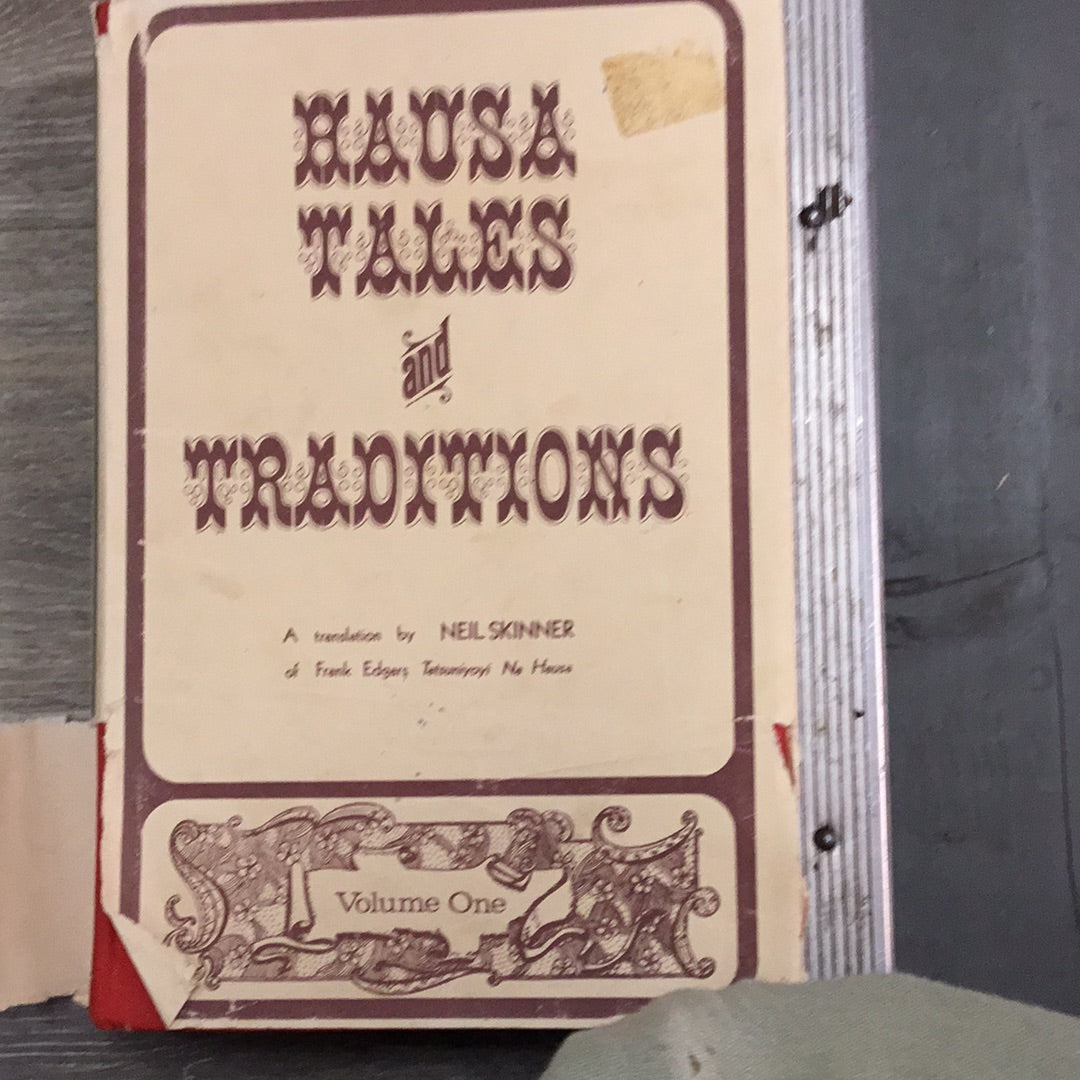 HAUSA
TALES
and
TRADITIONS
A translation by NEIL SKINNER
of Frank Edgar's Tatsuniyoyi Na Hausa
Volume One